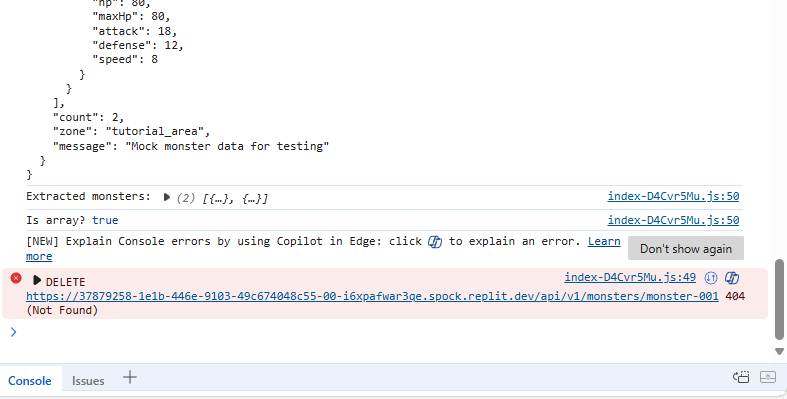 "hp": 80,
"maxHp": 80,
"attack": 18,
"defense": 12,
"speed": 8
}
}
],
"count": 2,
"zone": "tutorial_area",
"message": "Mock monster data for testing"
}
}
Extracted monsters: ▶ (2) [{…}, {…}] index-D4Cvr5Mu.js:50
Is array? true index-D4Cvr5Mu.js:50
[NEW] Explain Console errors by using Copilot in Edge: click to explain an error. Learn
more
Don't show again
▶ DELETE index-D4Cvr5Mu.js:49
https://37879258-1e1b-446e-9103-49c674048c55-00-i6xpafwar3qe.spock.replit.dev/api/v1/monsters/monster-001 404
(Not Found)
>
Console Issues +